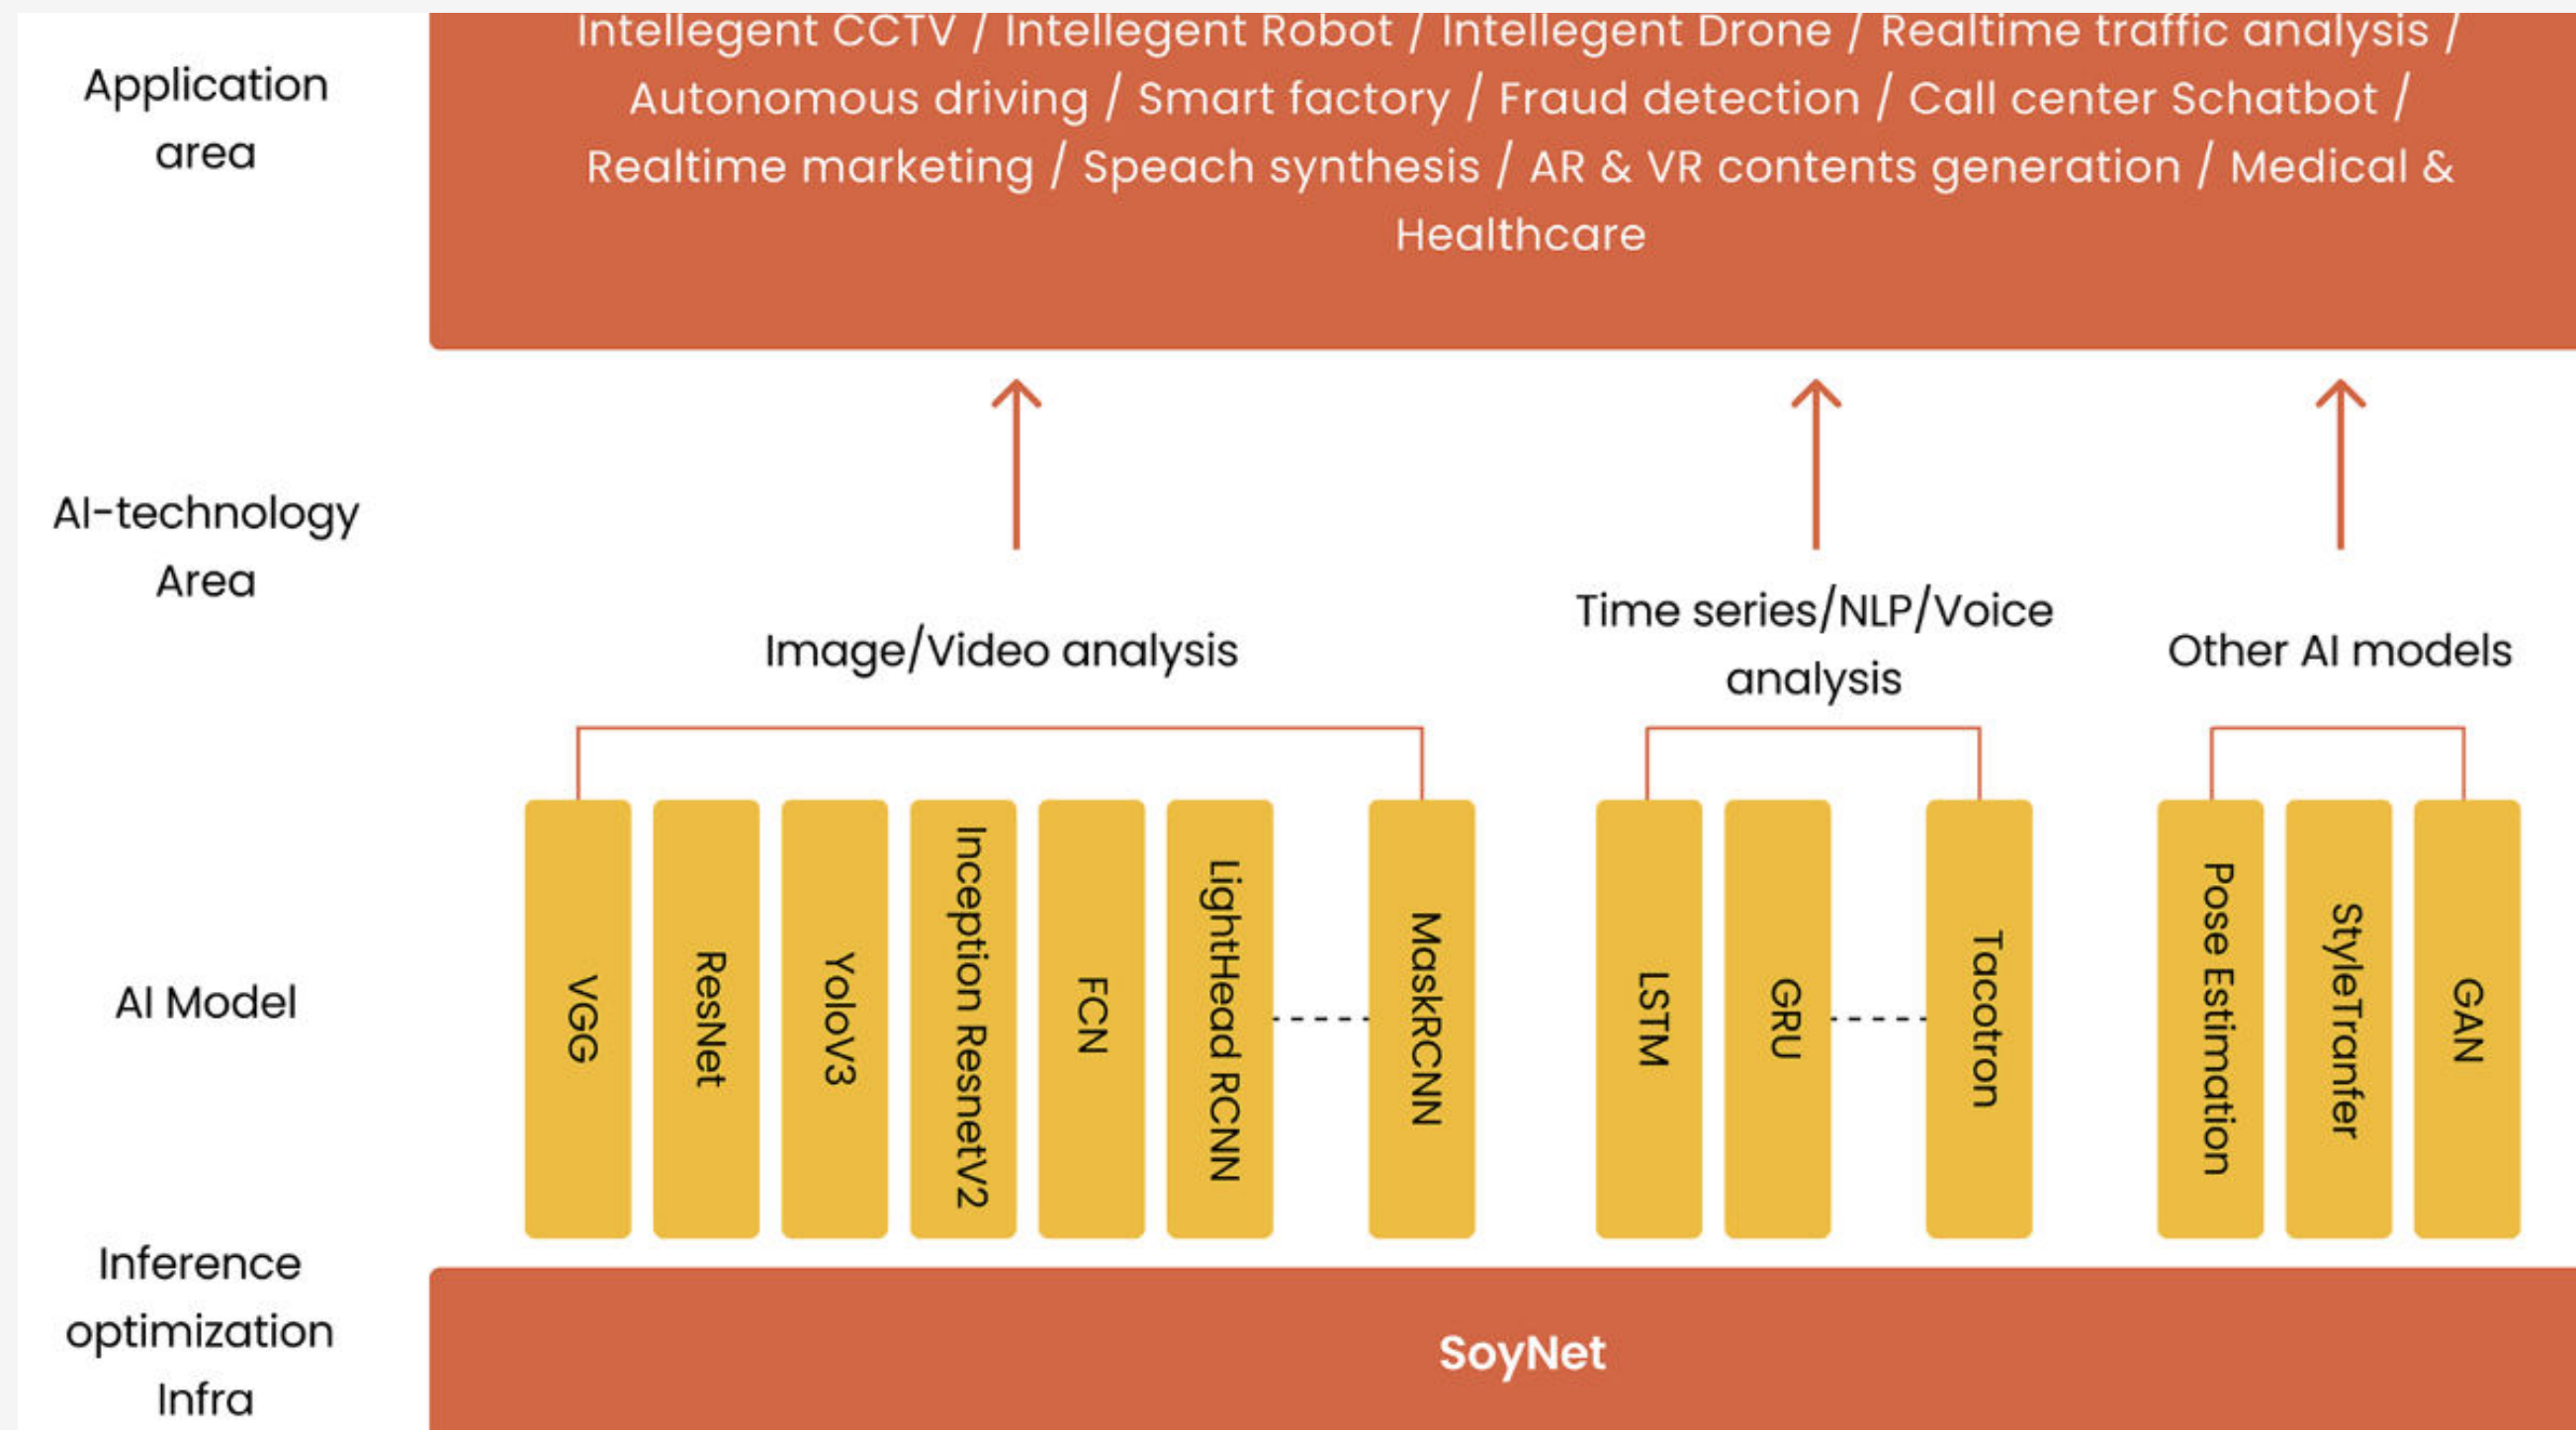 Application
area
Intellegent CCTV / Intellegent Robot / Intellegent Drone / Realtime traffic analysis /
Autonomous driving / Smart factory / Fraud detection / Call center Schatbot /
Realtime marketing / Speach synthesis / AR & VR contents generation / Medical &
Healthcare
AI-technology
Area
Image/Video analysis
Time series/NLP/Voice
analysis
Other AI models
AI Model
VGG
ResNet
YoloV3
Inception ResnetV2
FCN
LightHead RCNN
MaskRCNN
LSTM
GRU
Tacotron
Pose Estimation
StyleTranfer
GAN
Inference
optimization
Infra
SoyNet